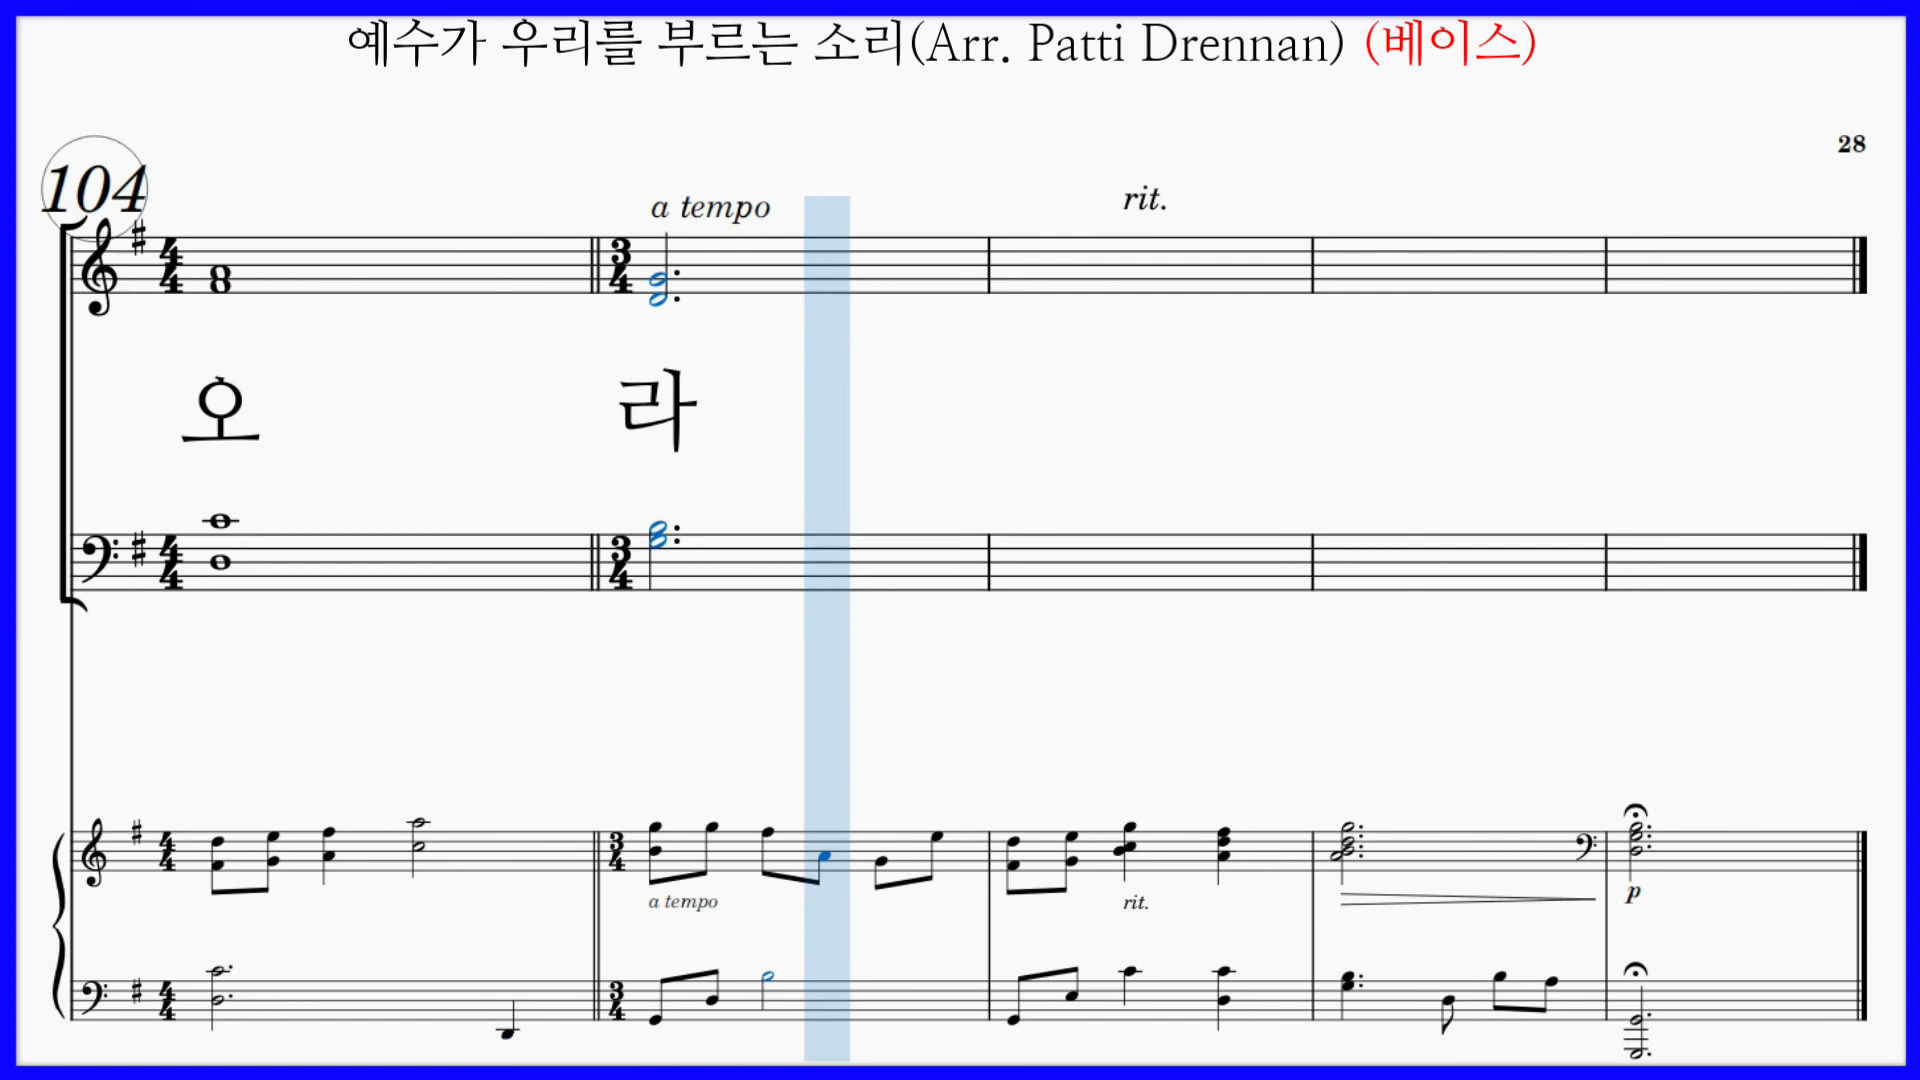 예수가 우리를 부르는 소리(Arr. Patti Drennan) (베이스)
28
104
a tempo
rit.
오 라
a tempo
rit.
p